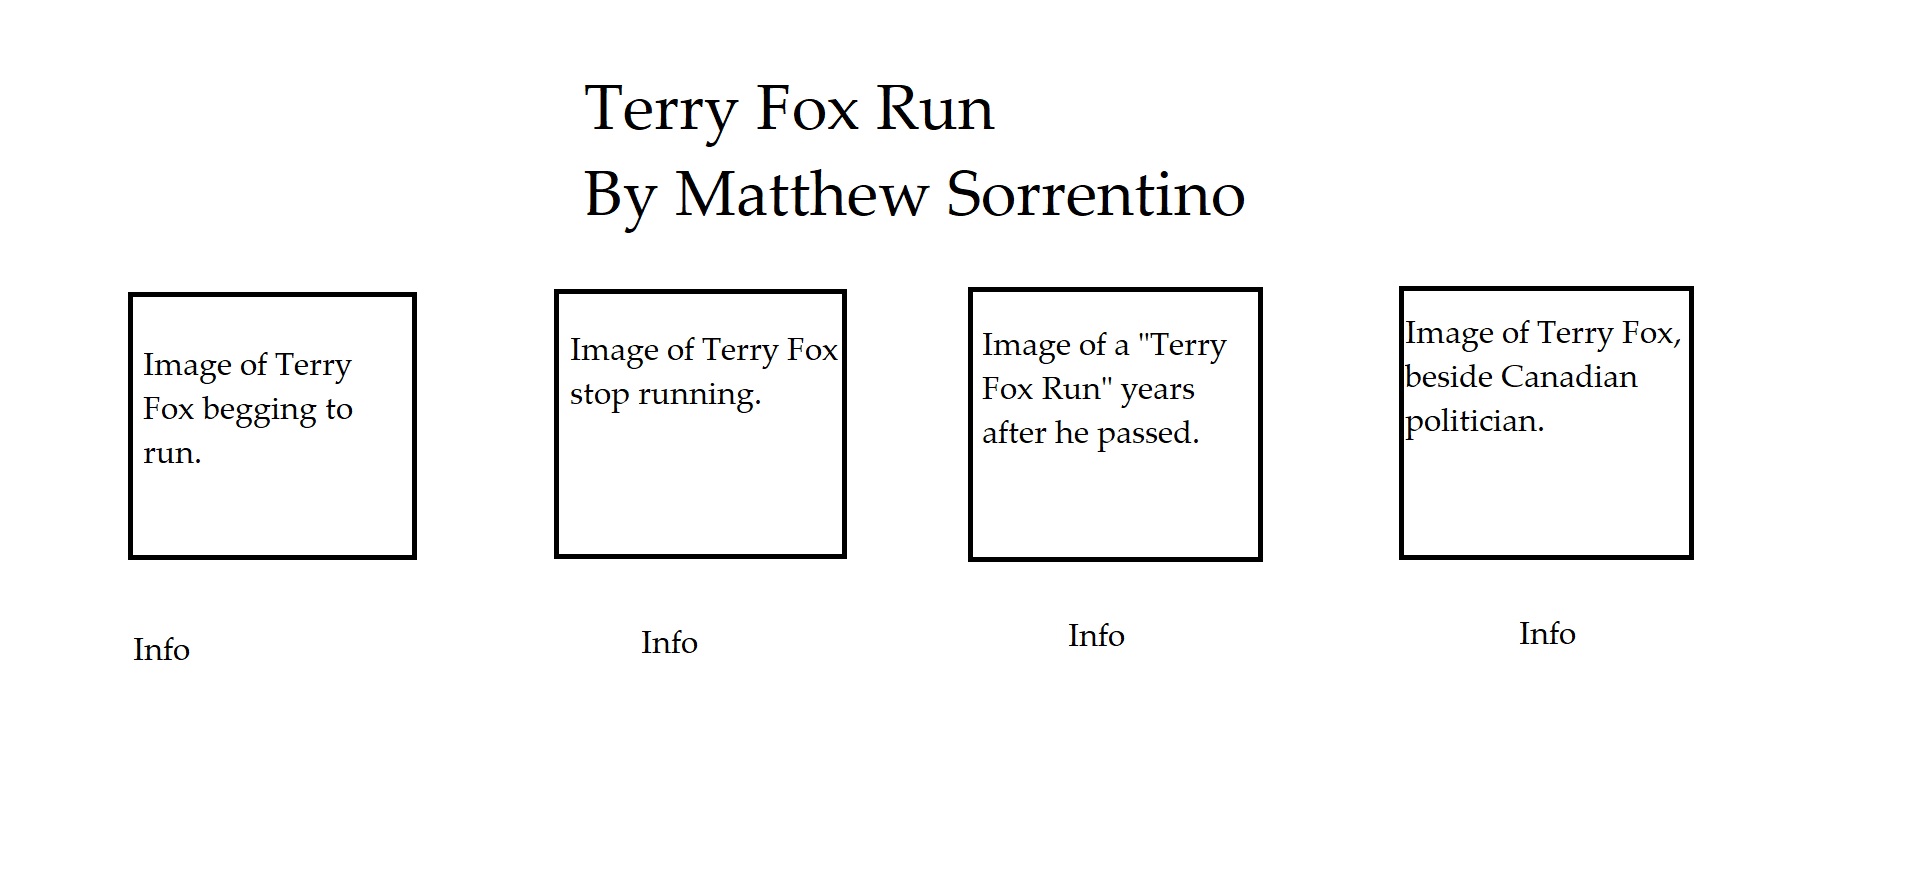 Terry Fox Run
By Matthew Sorrentino
Image of Terry
Fox begging to
run.
Image of Terry Fox
stop running.
Image of a "Terry
Fox Run" years
after he passed.
Image of Terry Fox,
beside Canadian
politician.
Info
Info
Info
Info